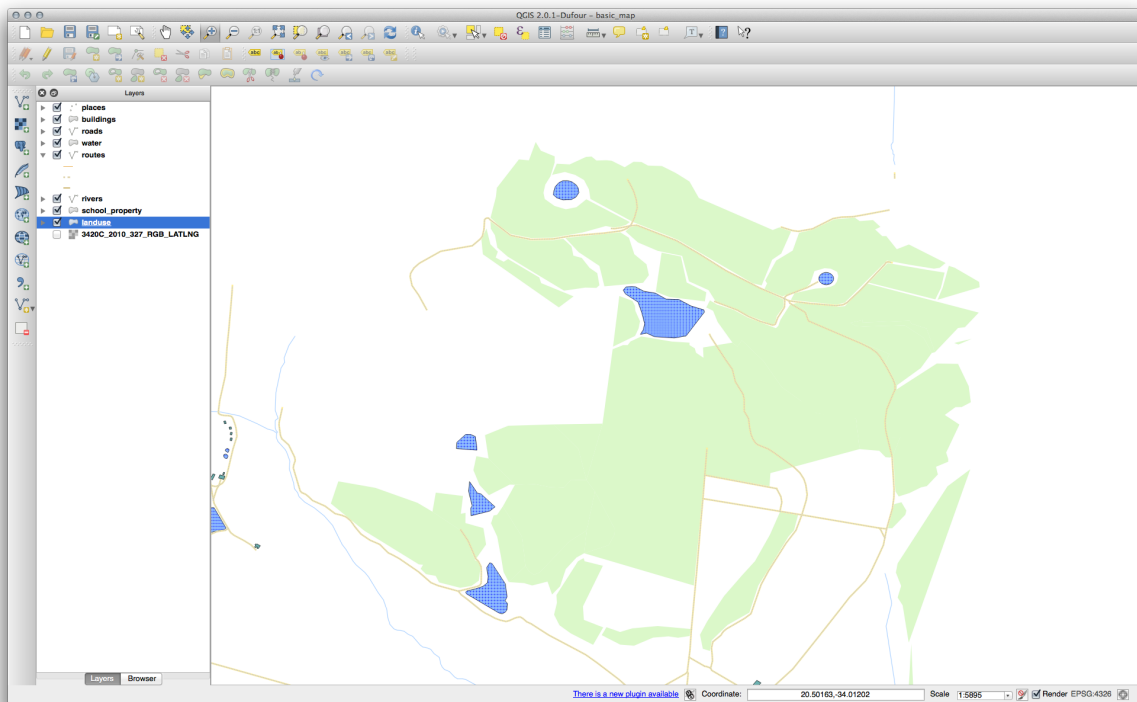 QGIS 2.0.1-Dufour - basic_map
Layers
places
buildings
roads
water
routes
rivers
school_property
landuse
3420C_2010_327_RGB_LATLNG
Layers Browser
There is a new plugin available Coordinate: 20.50163,-34.01202 Scale 1:5895 Render EPSG:4326